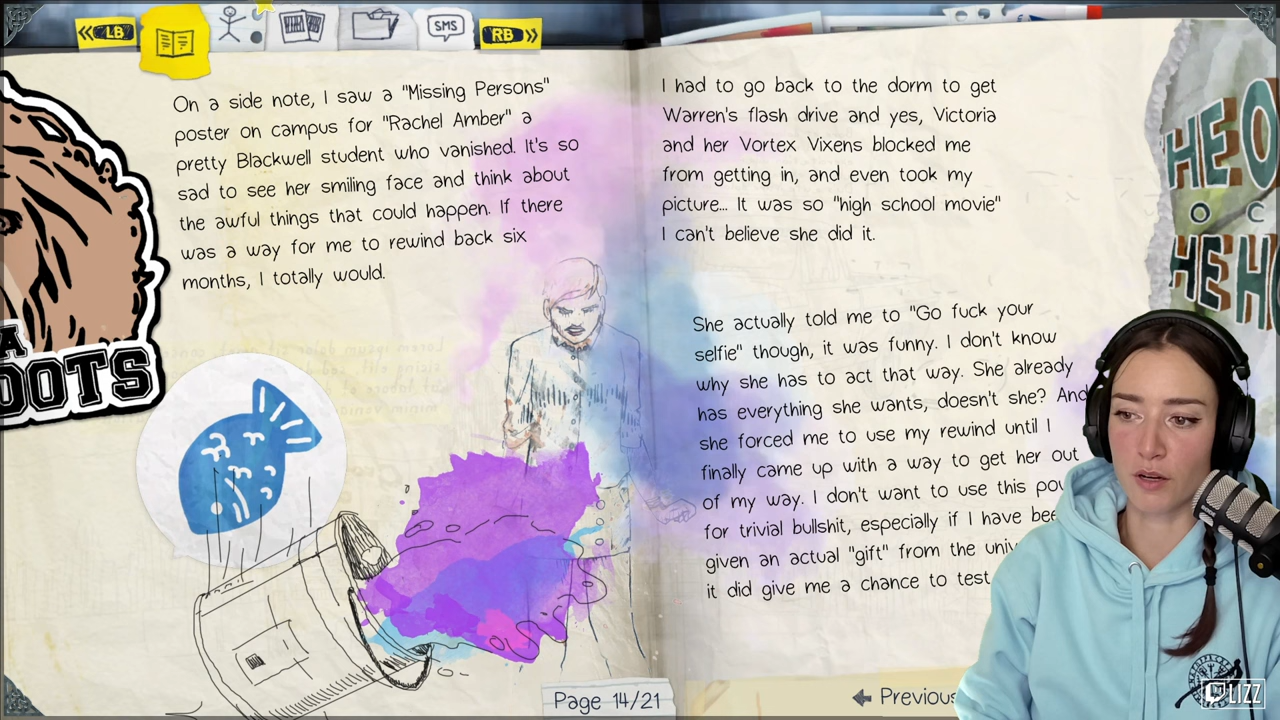 LB
SMS
RB
On a side note, I saw a "Missing Persons"
poster on campus for "Rachel Amber" a
pretty Blackwell student who vanished. It's so
sad to see her smiling face and think about
the awful things that could happen. If there
was a way for me to rewind back six
months, I totally would.
I had to go back to the dorm to get
Warren's flash drive and yes, Victoria
and her Vortex Vixens blocked me
from getting in, and even took my
picture... It was so "high school movie"
I can't believe she did it.
She actually told me to "Go fuck your
selfie" though, it was funny. I don't know
why she has to act that way. She already
has everything she wants, doesn't she? And
she forced me to use my rewind until I
finally came up with a way to get her out
of my way. I don't want to use this
for trivial bullshit, especially if I have
given an actual "gift" from the
it did give me a chance to test
Page 14/21
Previous
LIZZ